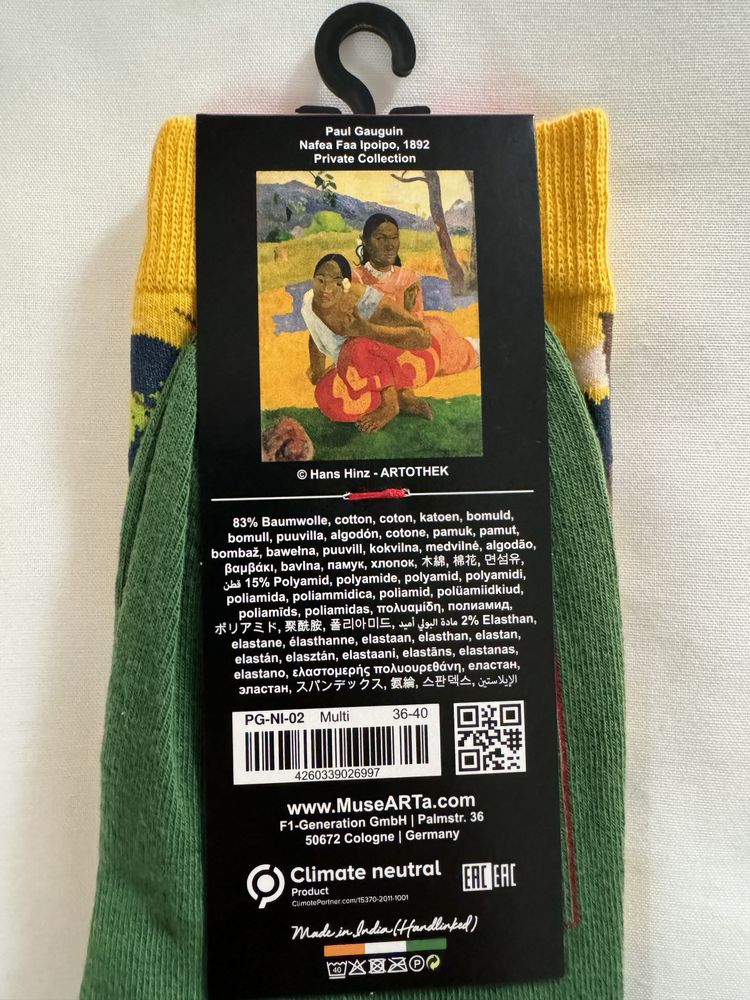 Paul Gauguin
Nafea Faa Ipoipo, 1892
Private Collection
© Hans Hinz - ARTOTHEK
83% Baumwolle, cotton, coton, katoen, bomuld,
bomull, puuvilla, algodón, cotone, pamuk, pamut,
bombaž, bawełna, puuvill, kokvilna, medvilnė, algodão,
βαμβάκι, bavlna, памук, хлопок, 木綿, 棉花, 면섬유,
قطن 15% Polyamid, polyamide, polyamid, polyamidi,
poliamida, poliammidica, poliamid, polüamiidkiud,
poliamīds, poliamidas, πολυαμίδη, полиамид,
ポリアミド, 聚酰胺, 폴리아미드, مادة البولي أميد 2% Elasthan,
elastane, élasthanne, elastaan, elasthan, elastan,
elastán, elasztán, elastaani, elastāns, elastanas,
elastano, ελαστομερής πολυουρεθάνη, еластан,
эластан, スパンデックス, 氨綸, 스판덱스, الإيلاستين
PG-NI-02 Multi 36-40
4260339026997
www.MuseARTa.com
F1-Generation GmbH | Palmstr. 36
50672 Cologne | Germany
Climate neutral
Product
ClimatePartner.com/15370-2011-1001
EAC EAC
Made in India (Handlinked)
40 P